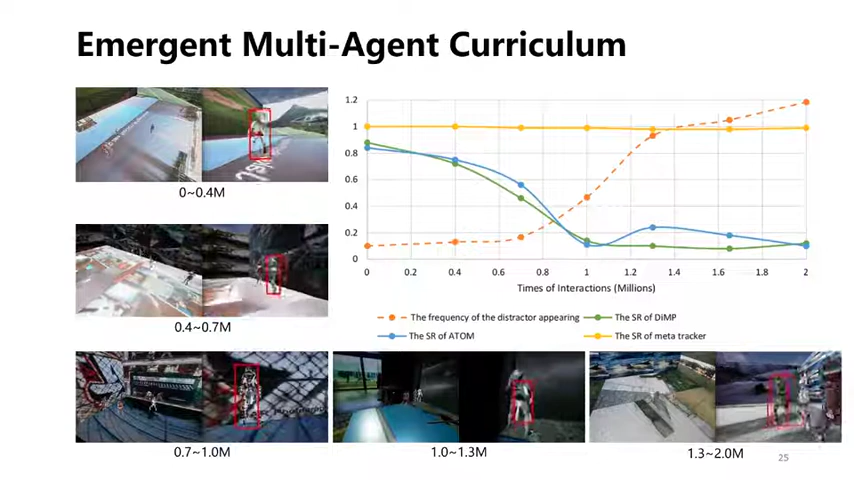 Emergent Multi-Agent Curriculum
0~0.4M
0.4~0.7M
1.2
1
0.8
0.6
0.4
0.2
0
0 0.2 0.4 0.6 0.8 1 1.2 1.4 1.6 1.8 2
Times of Interactions (Millions)
The frequency of the distractor appearing The SR of DiMP
The SR of ATOM The SR of meta tracker
0.7~1.0M 1.0~1.3M 1.3~2.0M
25